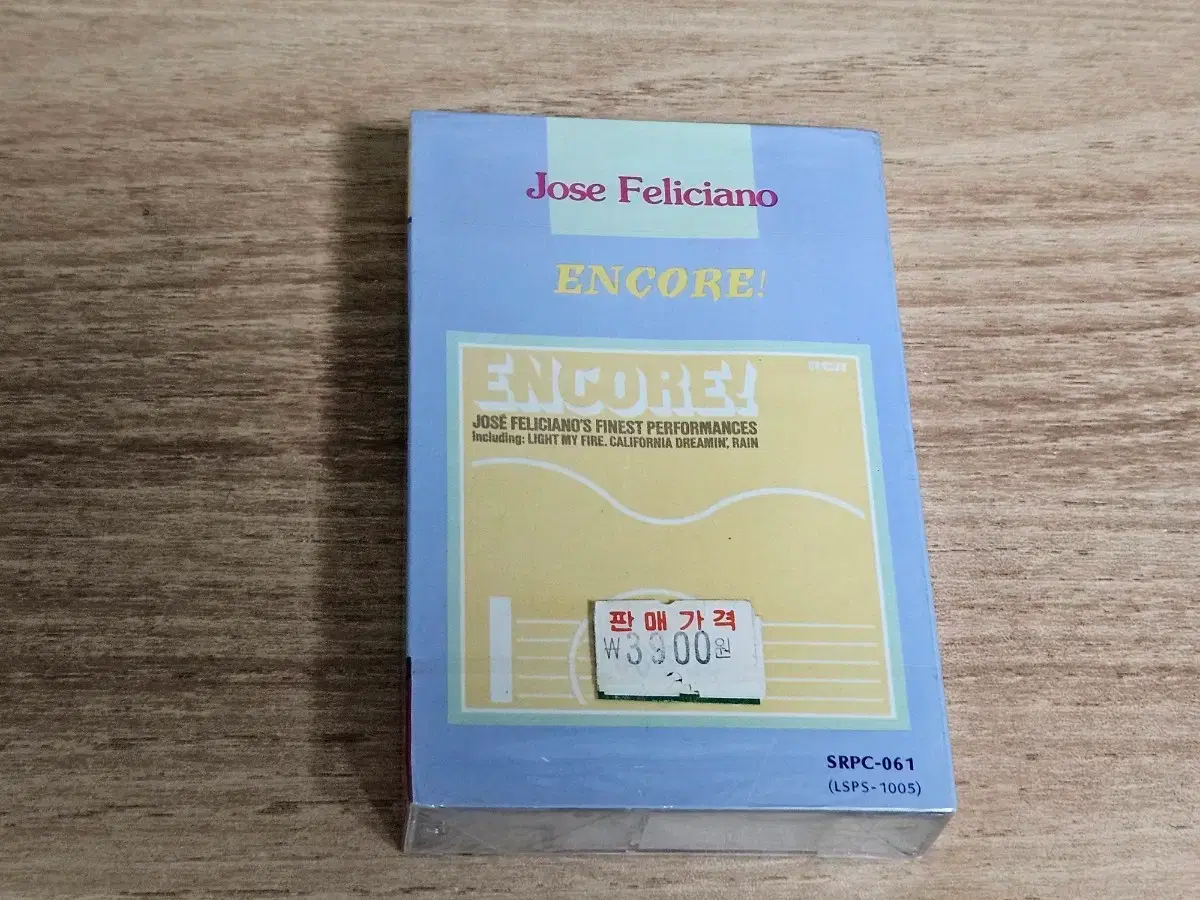 Jose Feliciano
ENCORE!
ENCORE!
RCA
JOSÉ FELICIANO'S FINEST PERFORMANCES
Including: LIGHT MY FIRE, CALIFORNIA DREAMIN', RAIN
판매가격
₩3900원
SRPC-061
(LSPS-1005)